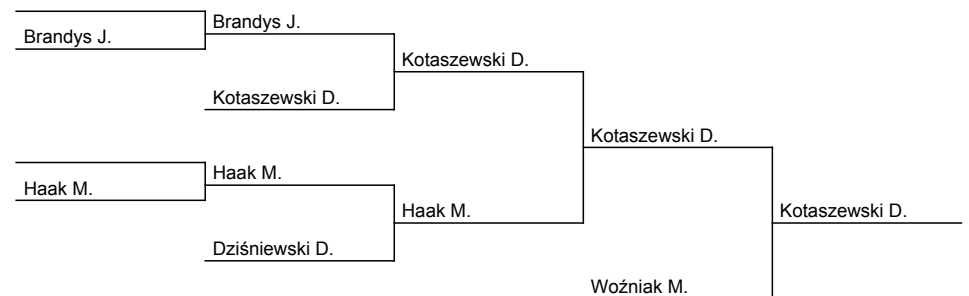 Brandys J.
Brandys J.
Kotaszewski D.
Kotaszewski D.
Kotaszewski D.
Haak M.
Haak M.
Haak M.
Kotaszewski D.
Dziśniewski D.
Woźniak M.